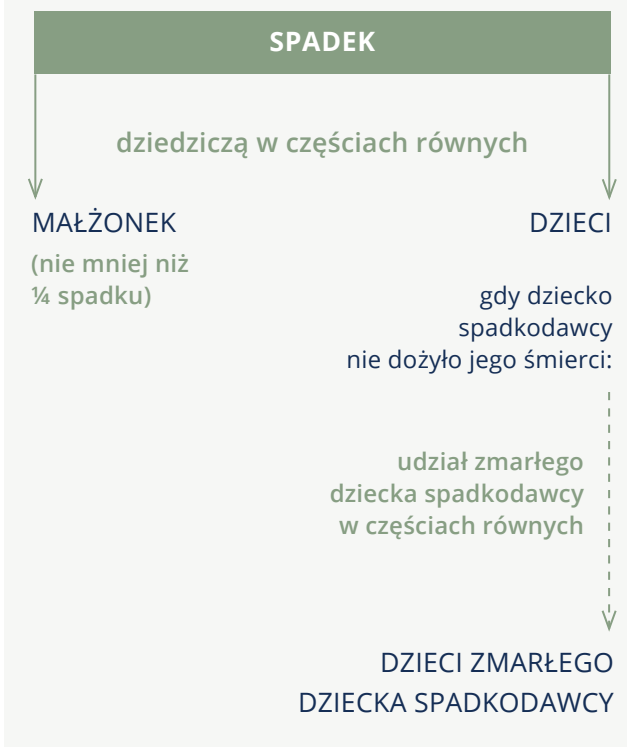 SPADEK
dziedziczą w częściach równych
MAŁŻONEK
(nie mniej niż
¼ spadku)
DZIECI
gdy dziecko
spadkodawcy
nie dożyło jego śmierci:
udział zmarłego
dziecka spadkodawcy
w częściach równych
DZIECI ZMARŁEGO
DZIECKA SPADKODAWCY